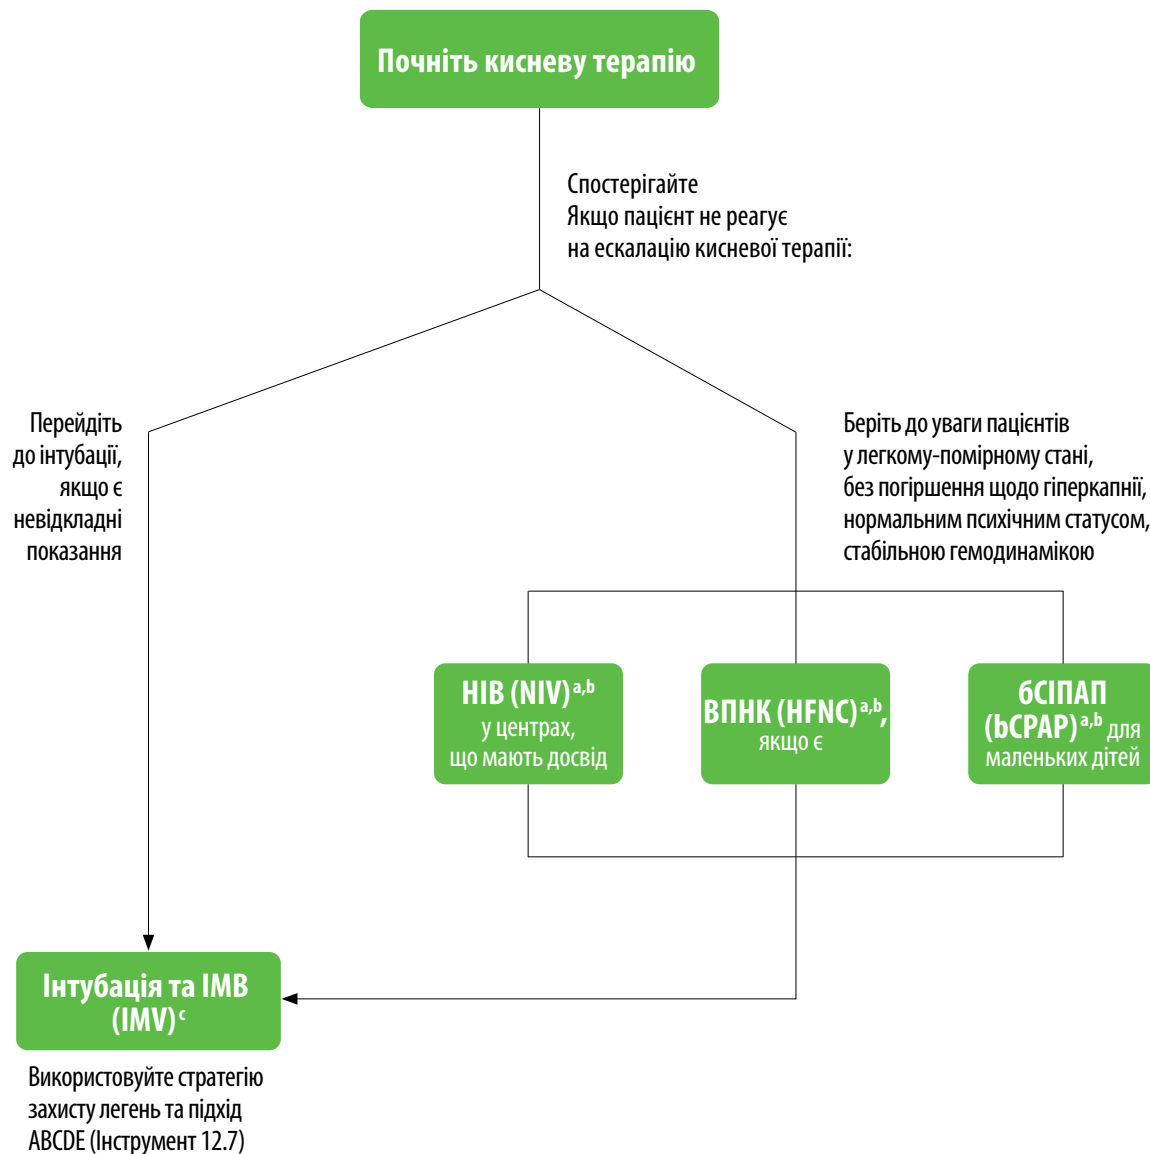 Почніть кисневу терапію
Спостерігайте
Якщо пацієнт не реагує
на ескалацію кисневої терапії:
Перейдіть
до інтубації,
якщо є
невідкладні
показання
Беріть до уваги пацієнтів
у легкому-помірному стані,
без погіршення щодо гіперкапнії,
нормальним психічним статусом,
стабільною гемодинамікою
НІВ (NIV) a,b
у центрах,
що мають досвід
ВПНК (HFNC) a,b,
якщо є
бСІПАП
(bCPAP) a,b для
маленьких дітей
Інтубація та ІМВ
(IMV) c
Використовуйте стратегію
захисту легень та підхід
ABCDE (Інструмент 12.7)